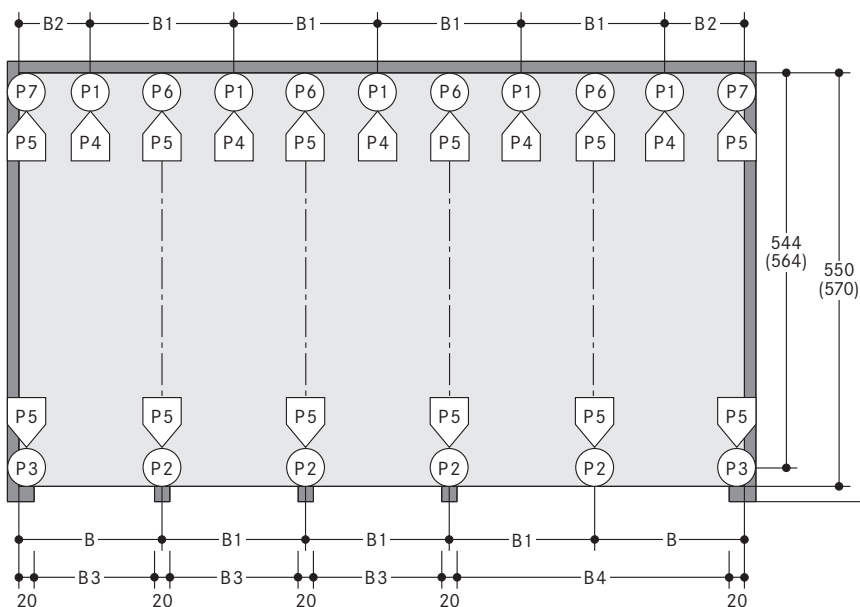 B2 B1 B1 B1 B1 B2
P7 P1 P6 P1 P6 P1 P6 P1 P6 P1 P7
P5 P4 P5 P4 P5 P4 P5 P4 P5 P4 P5
544
(564)
550
(570)
P5 P5 P5 P5 P5 P5
P3 P2 P2 P2 P2 P3
B B1 B1 B1 B
B3 B3 B3 B4
20 20 20 20 20